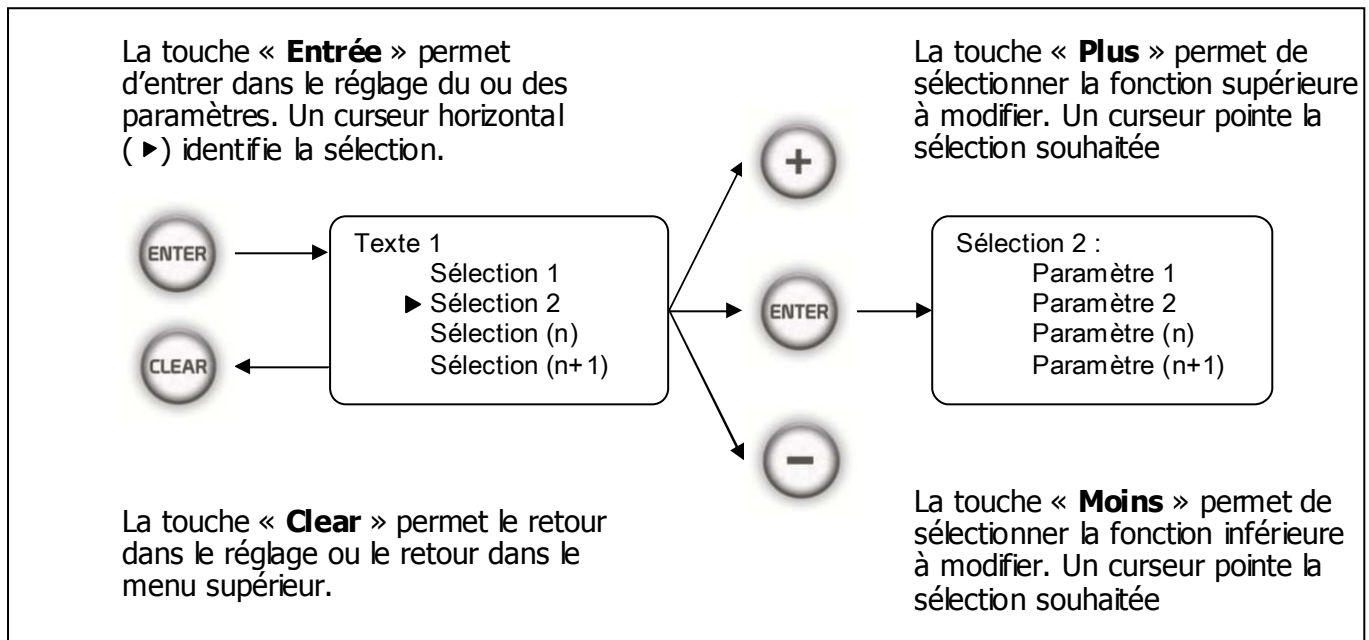 La touche « Entrée » permet
d’entrer dans le réglage du ou des
paramètres. Un curseur horizontal
( ▶) identifie la sélection.
La touche « Plus » permet de
sélectionner la fonction supérieure
à modifier. Un curseur pointe la
sélection souhaitée
+
ENTER
CLEAR
Texte 1
Sélection 1
▶ Sélection 2
Sélection (n)
Sélection (n+1)
ENTER
Sélection 2 :
Paramètre 1
Paramètre 2
Paramètre (n)
Paramètre (n+1)
−
La touche « Clear » permet le retour
dans le réglage ou le retour dans le
menu supérieur.
La touche « Moins » permet de
sélectionner la fonction inférieure
à modifier. Un curseur pointe la
sélection souhaitée